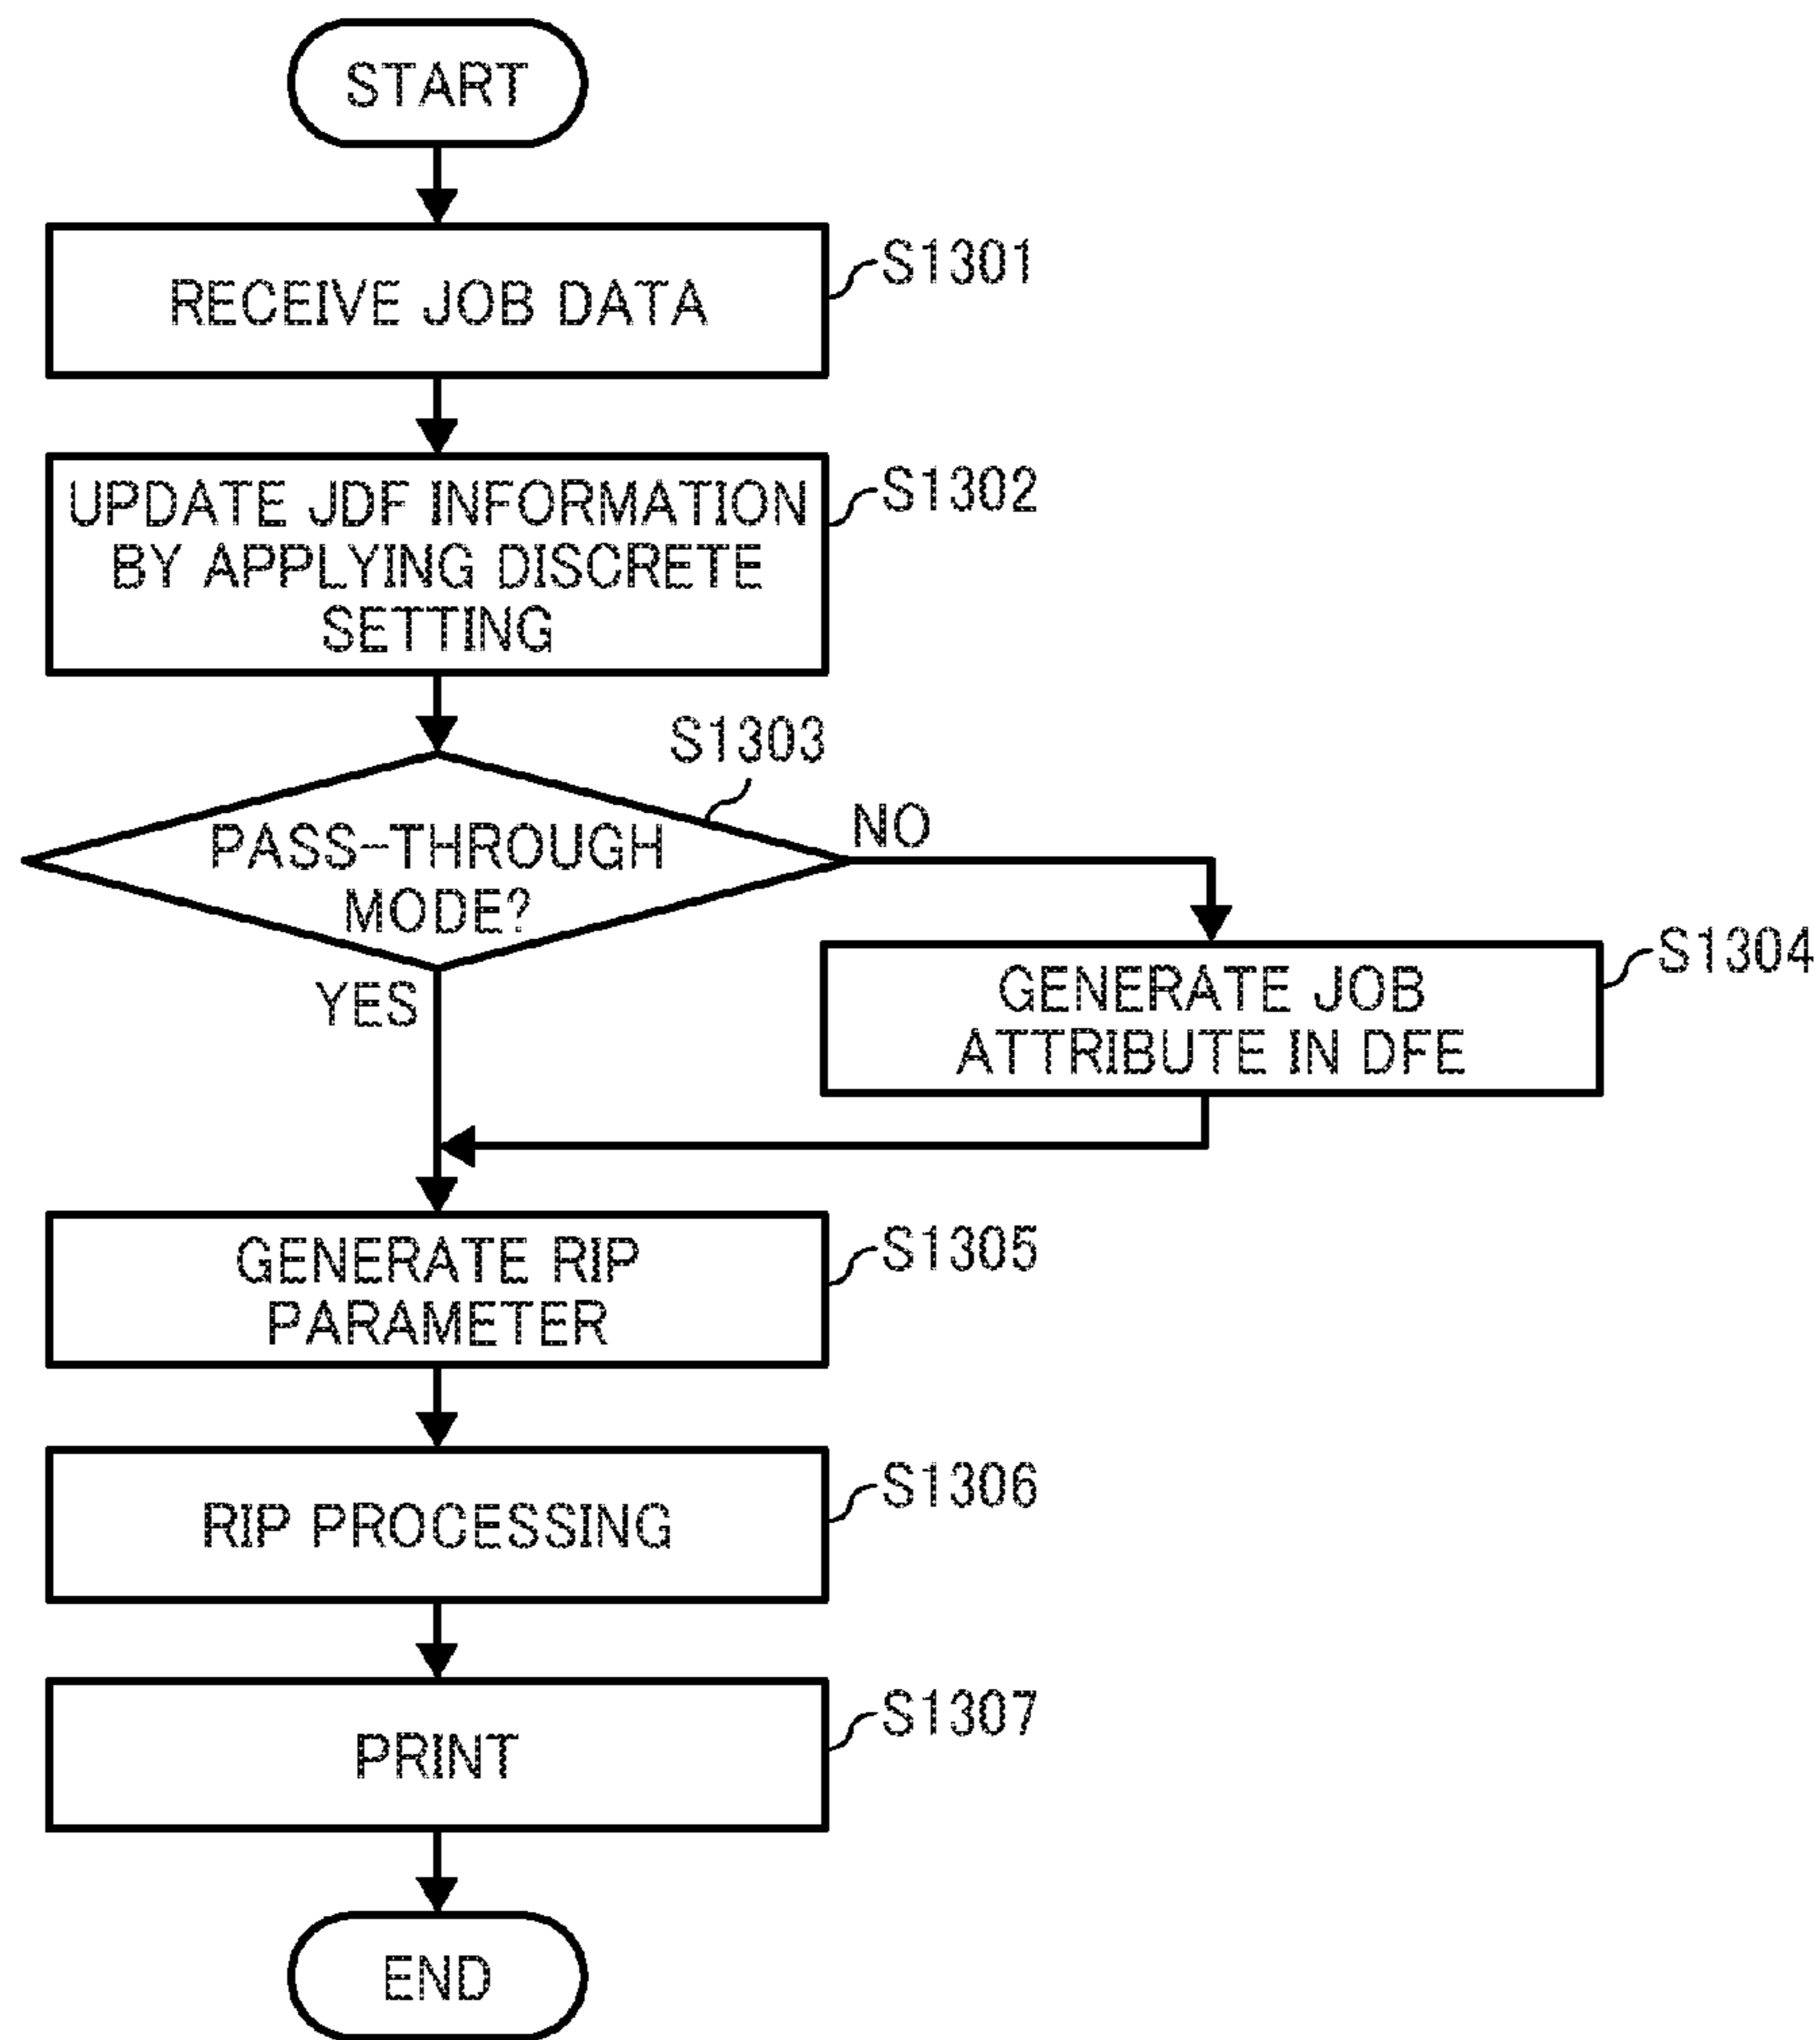 START
RECEIVE JOB DATA
S1301
UPDATE JDF INFORMATION
BY APPLYING DISCRETE
SETTING
S1302
S1303
PASS-THROUGH
MODE?
NO
YES
GENERATE JOB
ATTRIBUTE IN DFE
S1304
GENERATE RIP
PARAMETER
S1305
RIP PROCESSING
S1306
PRINT
S1307
END